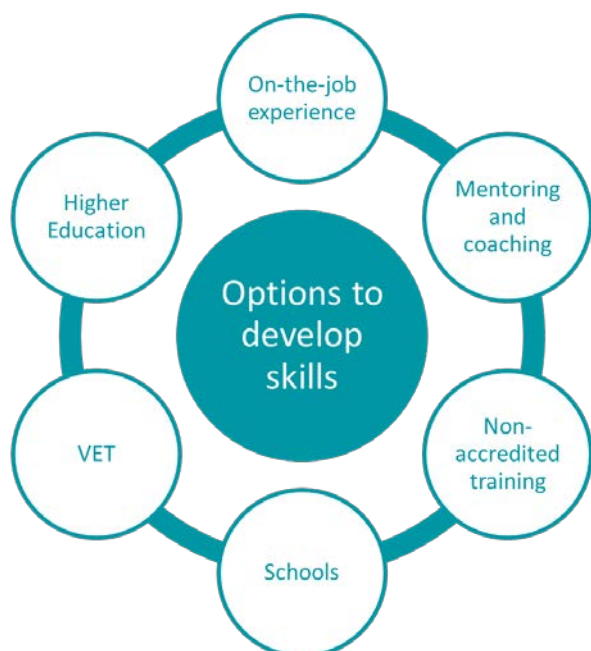 On-the-job
experience
Mentoring
and
coaching
Non-
accredited
training
Schools
VET
Higher
Education
Options to
develop
skills